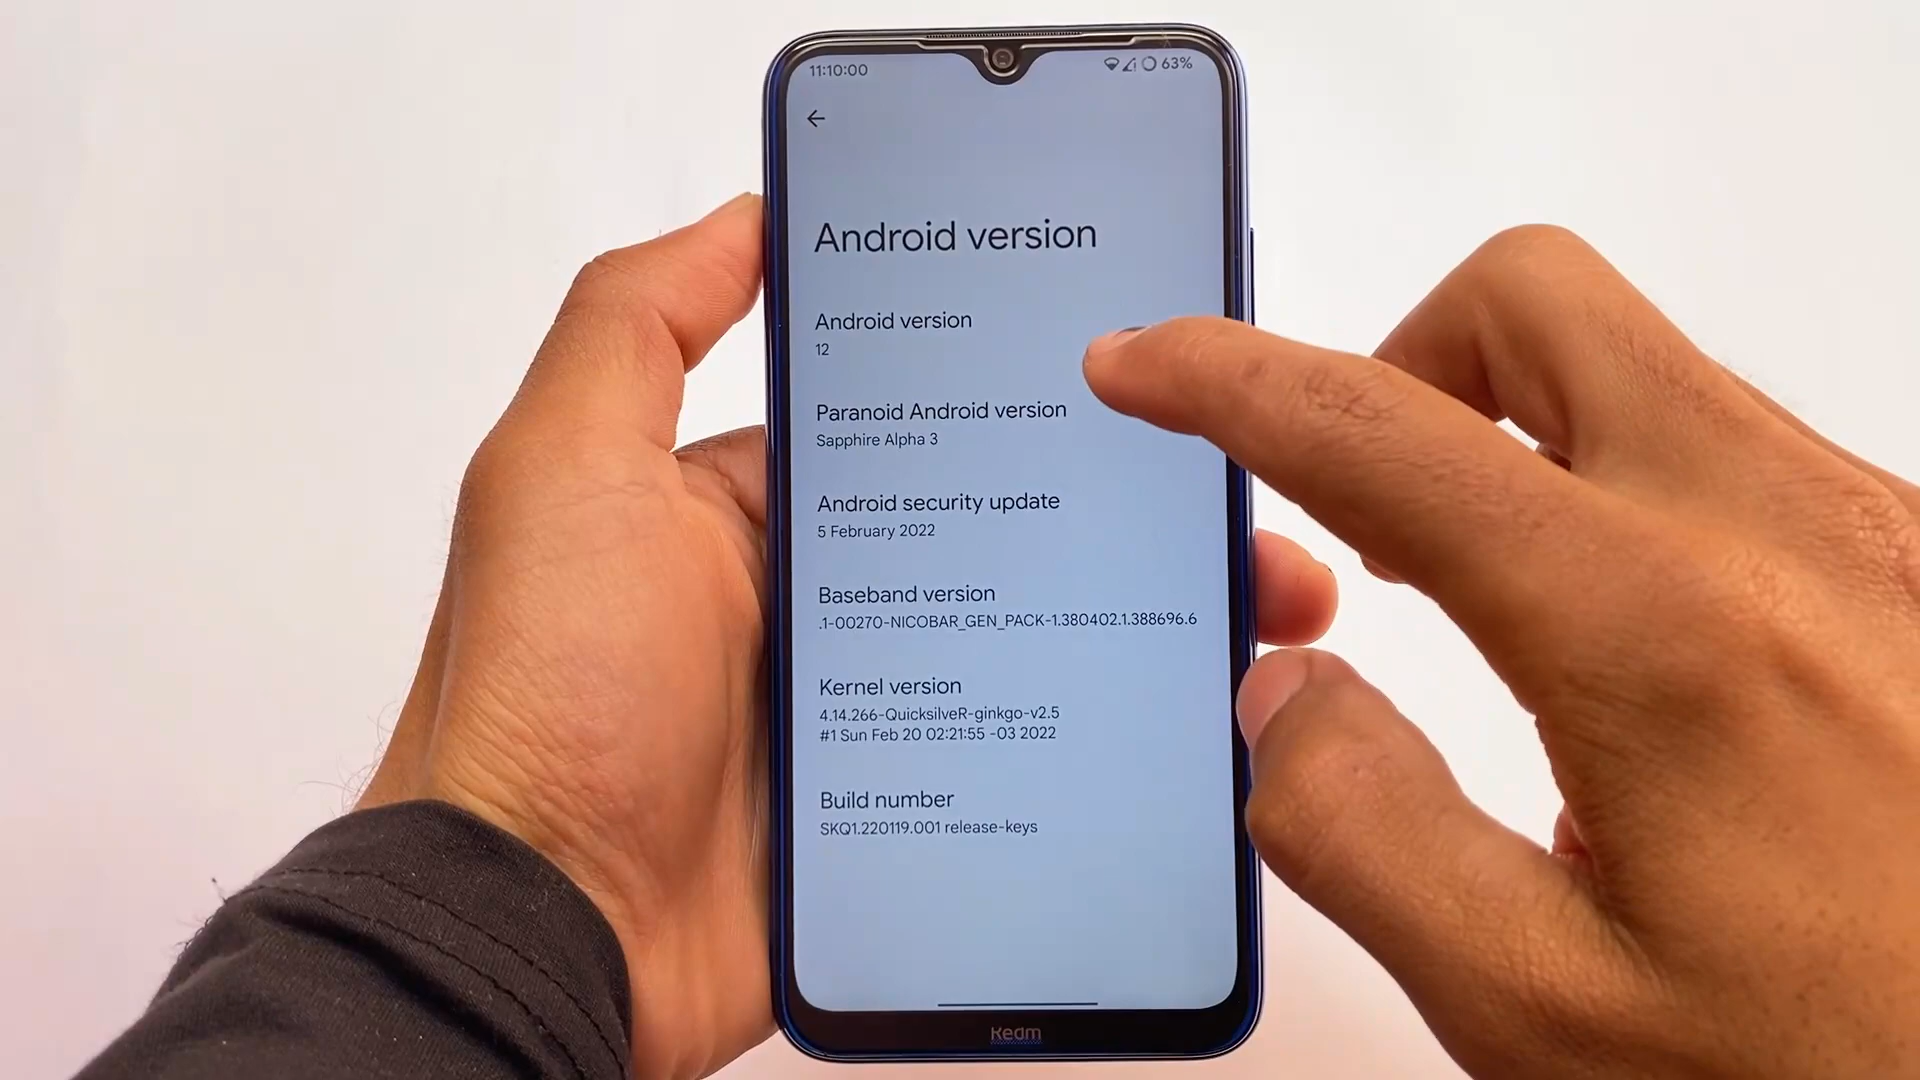 11:10:00
63%
Android version
Android version
12
Paranoid Android version
Sapphire Alpha 3
Android security update
5 February 2022
Baseband version
.1-00270-NICOBAR_GEN_PACK-1.380402.1.388696.6
Kernel version
4.14.266-QuicksilveR-ginkgo-v2.5
#1 Sun Feb 20 02:21:55 -03 2022
Build number
SKQ1.220119.001 release-keys